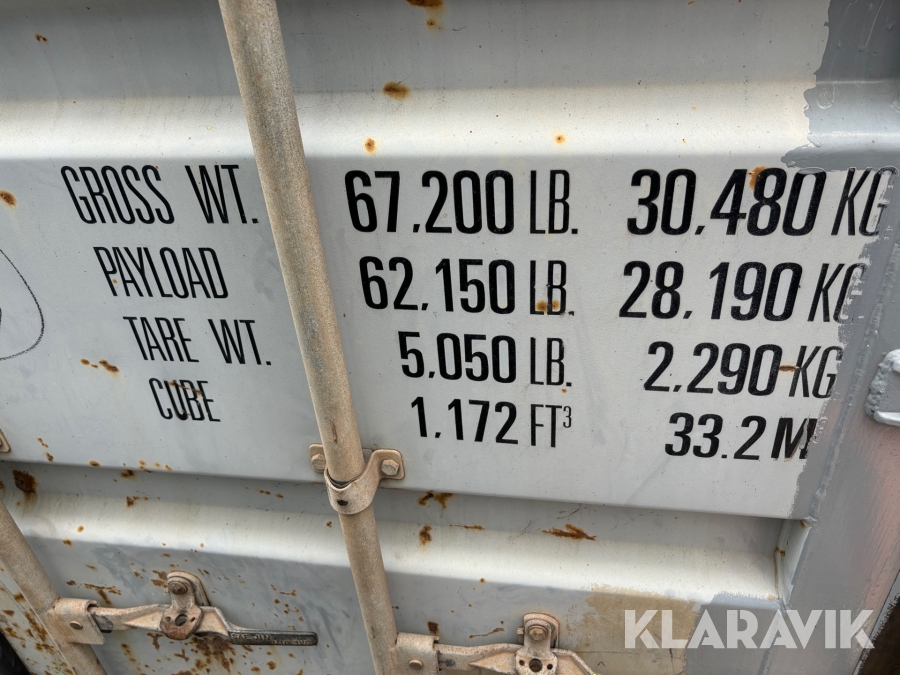 GROSS WT. 67,200 LB. 30,480 KG
PAYLOAD 62,150 LB. 28,190 KG
TARE WT. 5,050 LB. 2,290 KG
CUBE 1,172 FT³ 33.2 M
KLARAVIK